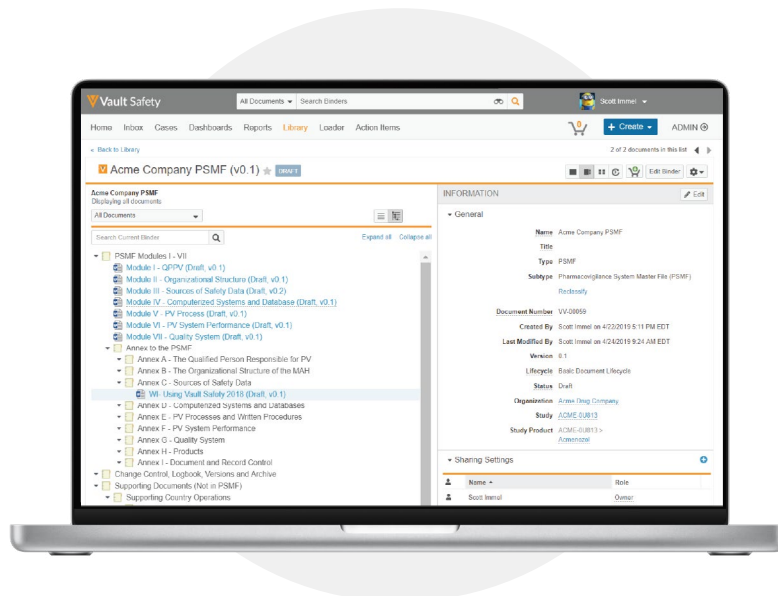 Vault Safety
All Documents Search Binders
Scott Immel
Home Inbox Cases Dashboards Reports Library Loader Action Items
0 + Create ADMIN
« Back to Library 2 of 2 documents in this list
Acme Company PSMF (v0.1) DRAFT Edit Binder
Acme Company PSMF
Displaying all documents
All Documents
Search Current Binder Expand all Collapse all
PSMF Modules I - VII
Module I - QPPV (Draft, v0.1)
Module II - Organizational Structure (Draft, v0.1)
Module III - Sources of Safety Data (Draft, v0.2)
Module IV - Computerized Systems and Database (Draft, v0.1)
Module V - PV Process (Draft, v0.1)
Module VI - PV System Performance (Draft, v0.1)
Module VII - Quality System (Draft, v0.1)
Annex to the PSMF
Annex A - The Qualified Person Responsible for PV
Annex B - The Organizational Structure of the MAH
Annex C - Sources of Safety Data
WI- Using Vault Safety 2018 (Draft, v0.1)
Annex D - Computerized Systems and Databases
Annex E - PV Processes and Written Procedures
Annex F - PV System Performance
Annex G - Quality System
Annex H - Products
Annex I - Document and Record Control
Change Control, Logbook, Versions and Archive
Supporting Documents (Not in PSMF)
Supporting Country Operations
INFORMATION Edit
General
Name Acme Company PSMF
Title
Type PSMF
Subtype Pharmacovigilance System Master File (PSMF)
Reclassify
Document Number VV-08059
Created By Scott Immel on 4/22/2019 5:11 PM EDT
Last Modified By Scott Immel on 4/24/2019 9:24 AM EDT
Version 0.1
Lifecycle Basic Document Lifecycle
Status Draft
Organization Acme Drug Company
Study ACME-0U813
Study Product ACME-0U813 >
Acmenazol
Sharing Settings
Name Role
Scott Immel Owner